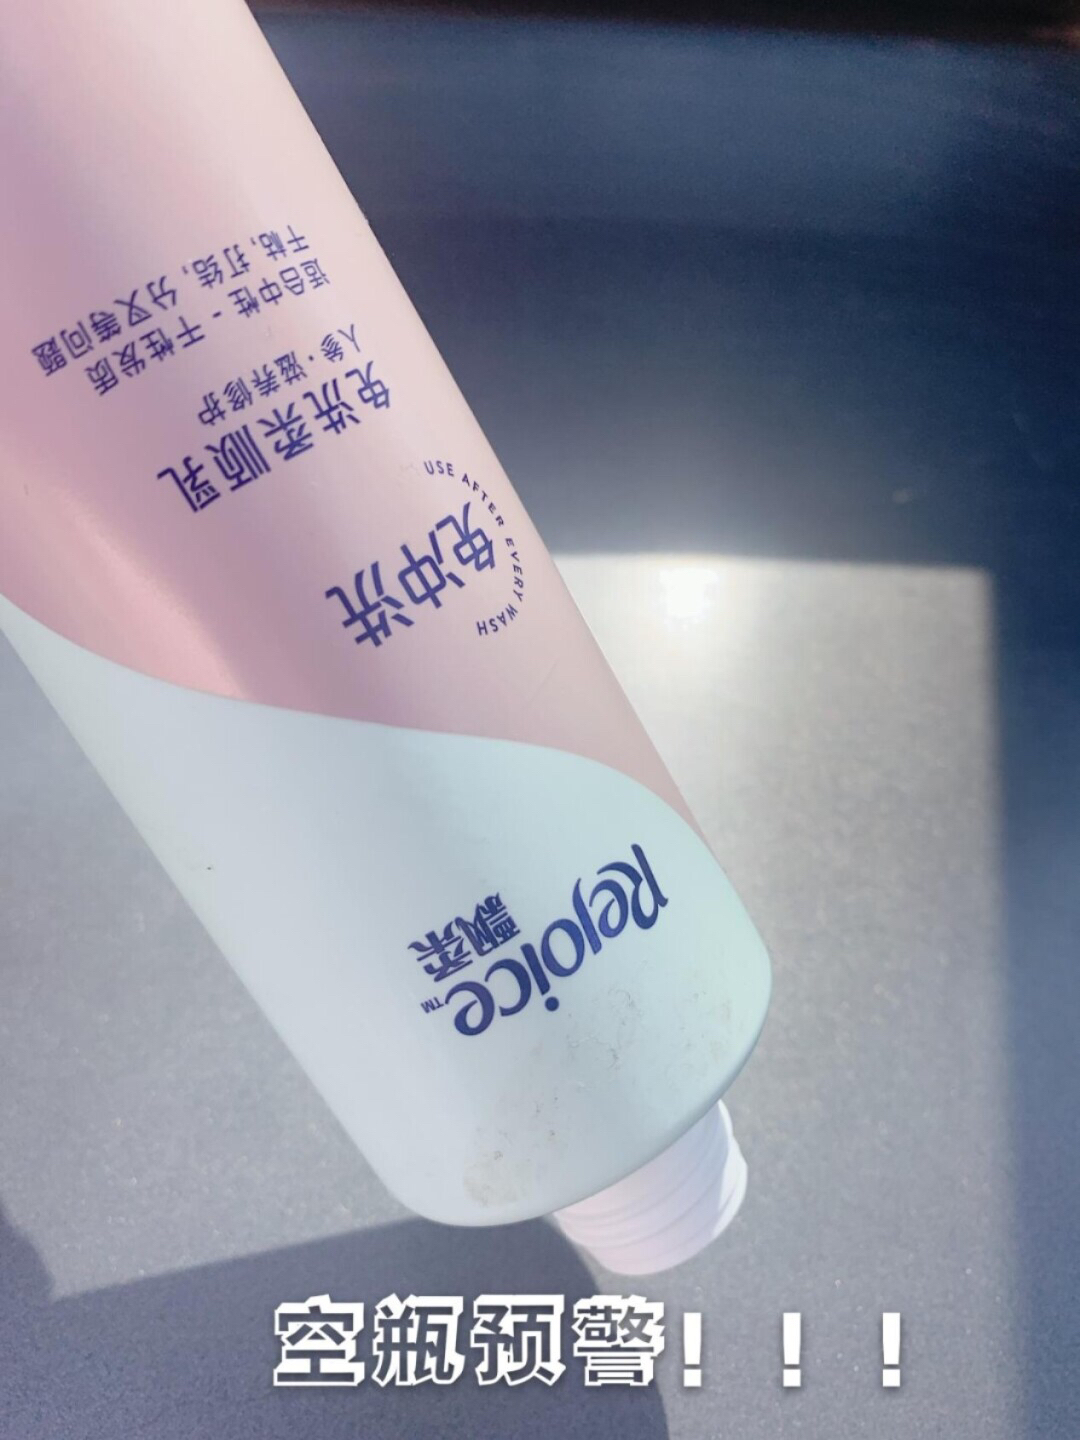 Rejoice™
飘柔
免冲洗
USE AFTER EVERY WASH
免洗柔顺乳
人参·滋养修护
适合中性-干性发质
干枯,打结,分叉等问题
空瓶预警!!!